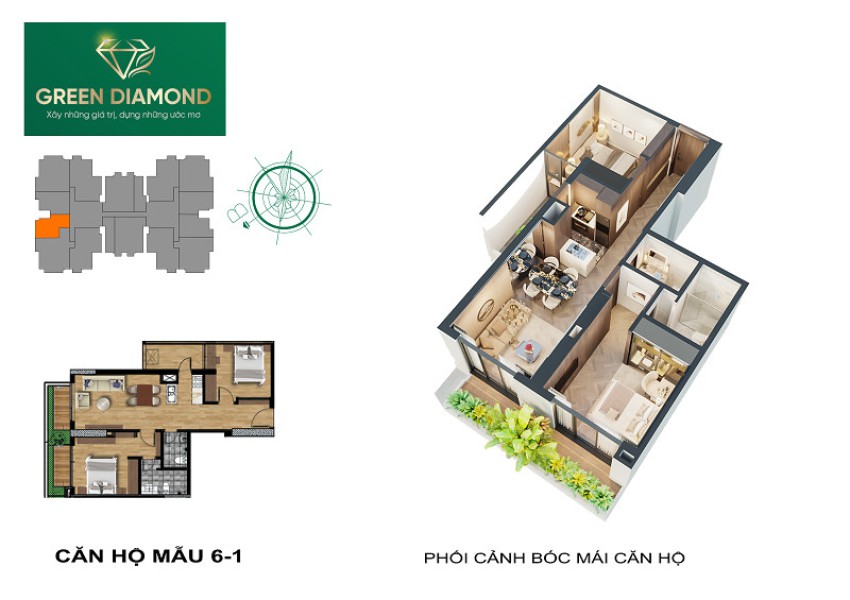 GREEN DIAMOND
Xây những giá trị, dựng những ước mơ
B
CĂN HỘ MẪU 6-1
PHỐI CẢNH BÓC MÁI CĂN HỘ